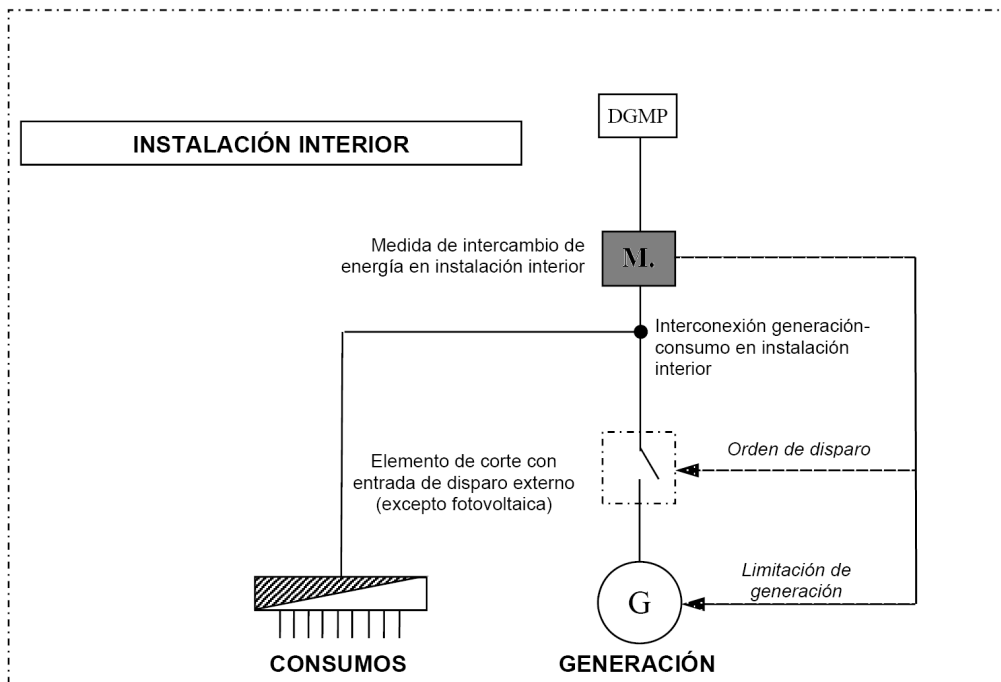 DGMP
INSTALACIÓN INTERIOR
Medida de intercambio de
energía en instalación interior
M.
Interconexión generación-
consumo en instalación
interior
Orden de disparo
Elemento de corte con
entrada de disparo externo
(excepto fotovoltaica)
Limitación de
generación
G
CONSUMOS
GENERACIÓN